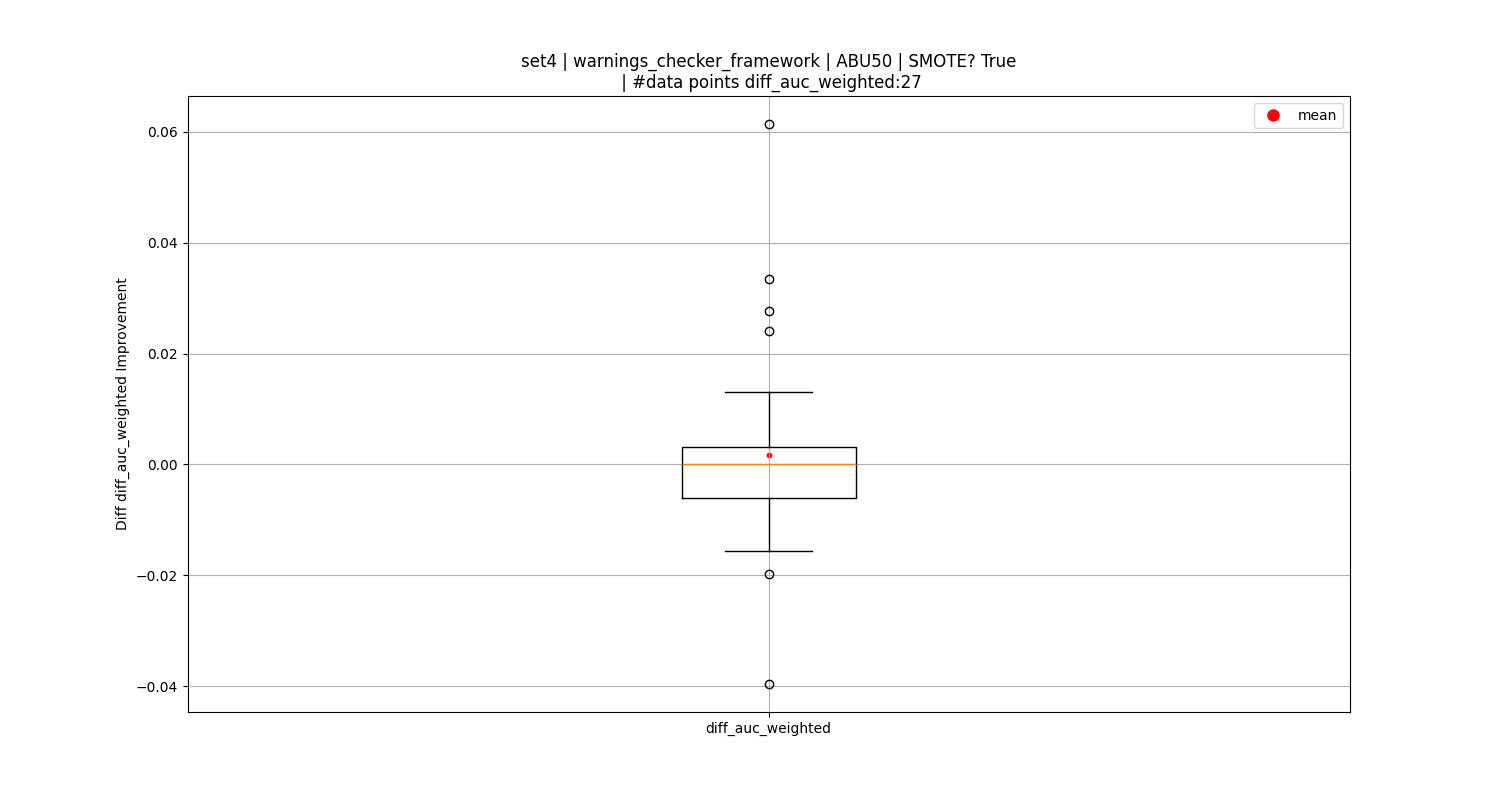 set4 | warnings_checker_framework | ABU50 | SMOTE? True
| #data points diff_auc_weighted:27
mean
0.06
0.04
0.02
0.00
−0.02
−0.04
Diff diff_auc_weighted Improvement
diff_auc_weighted